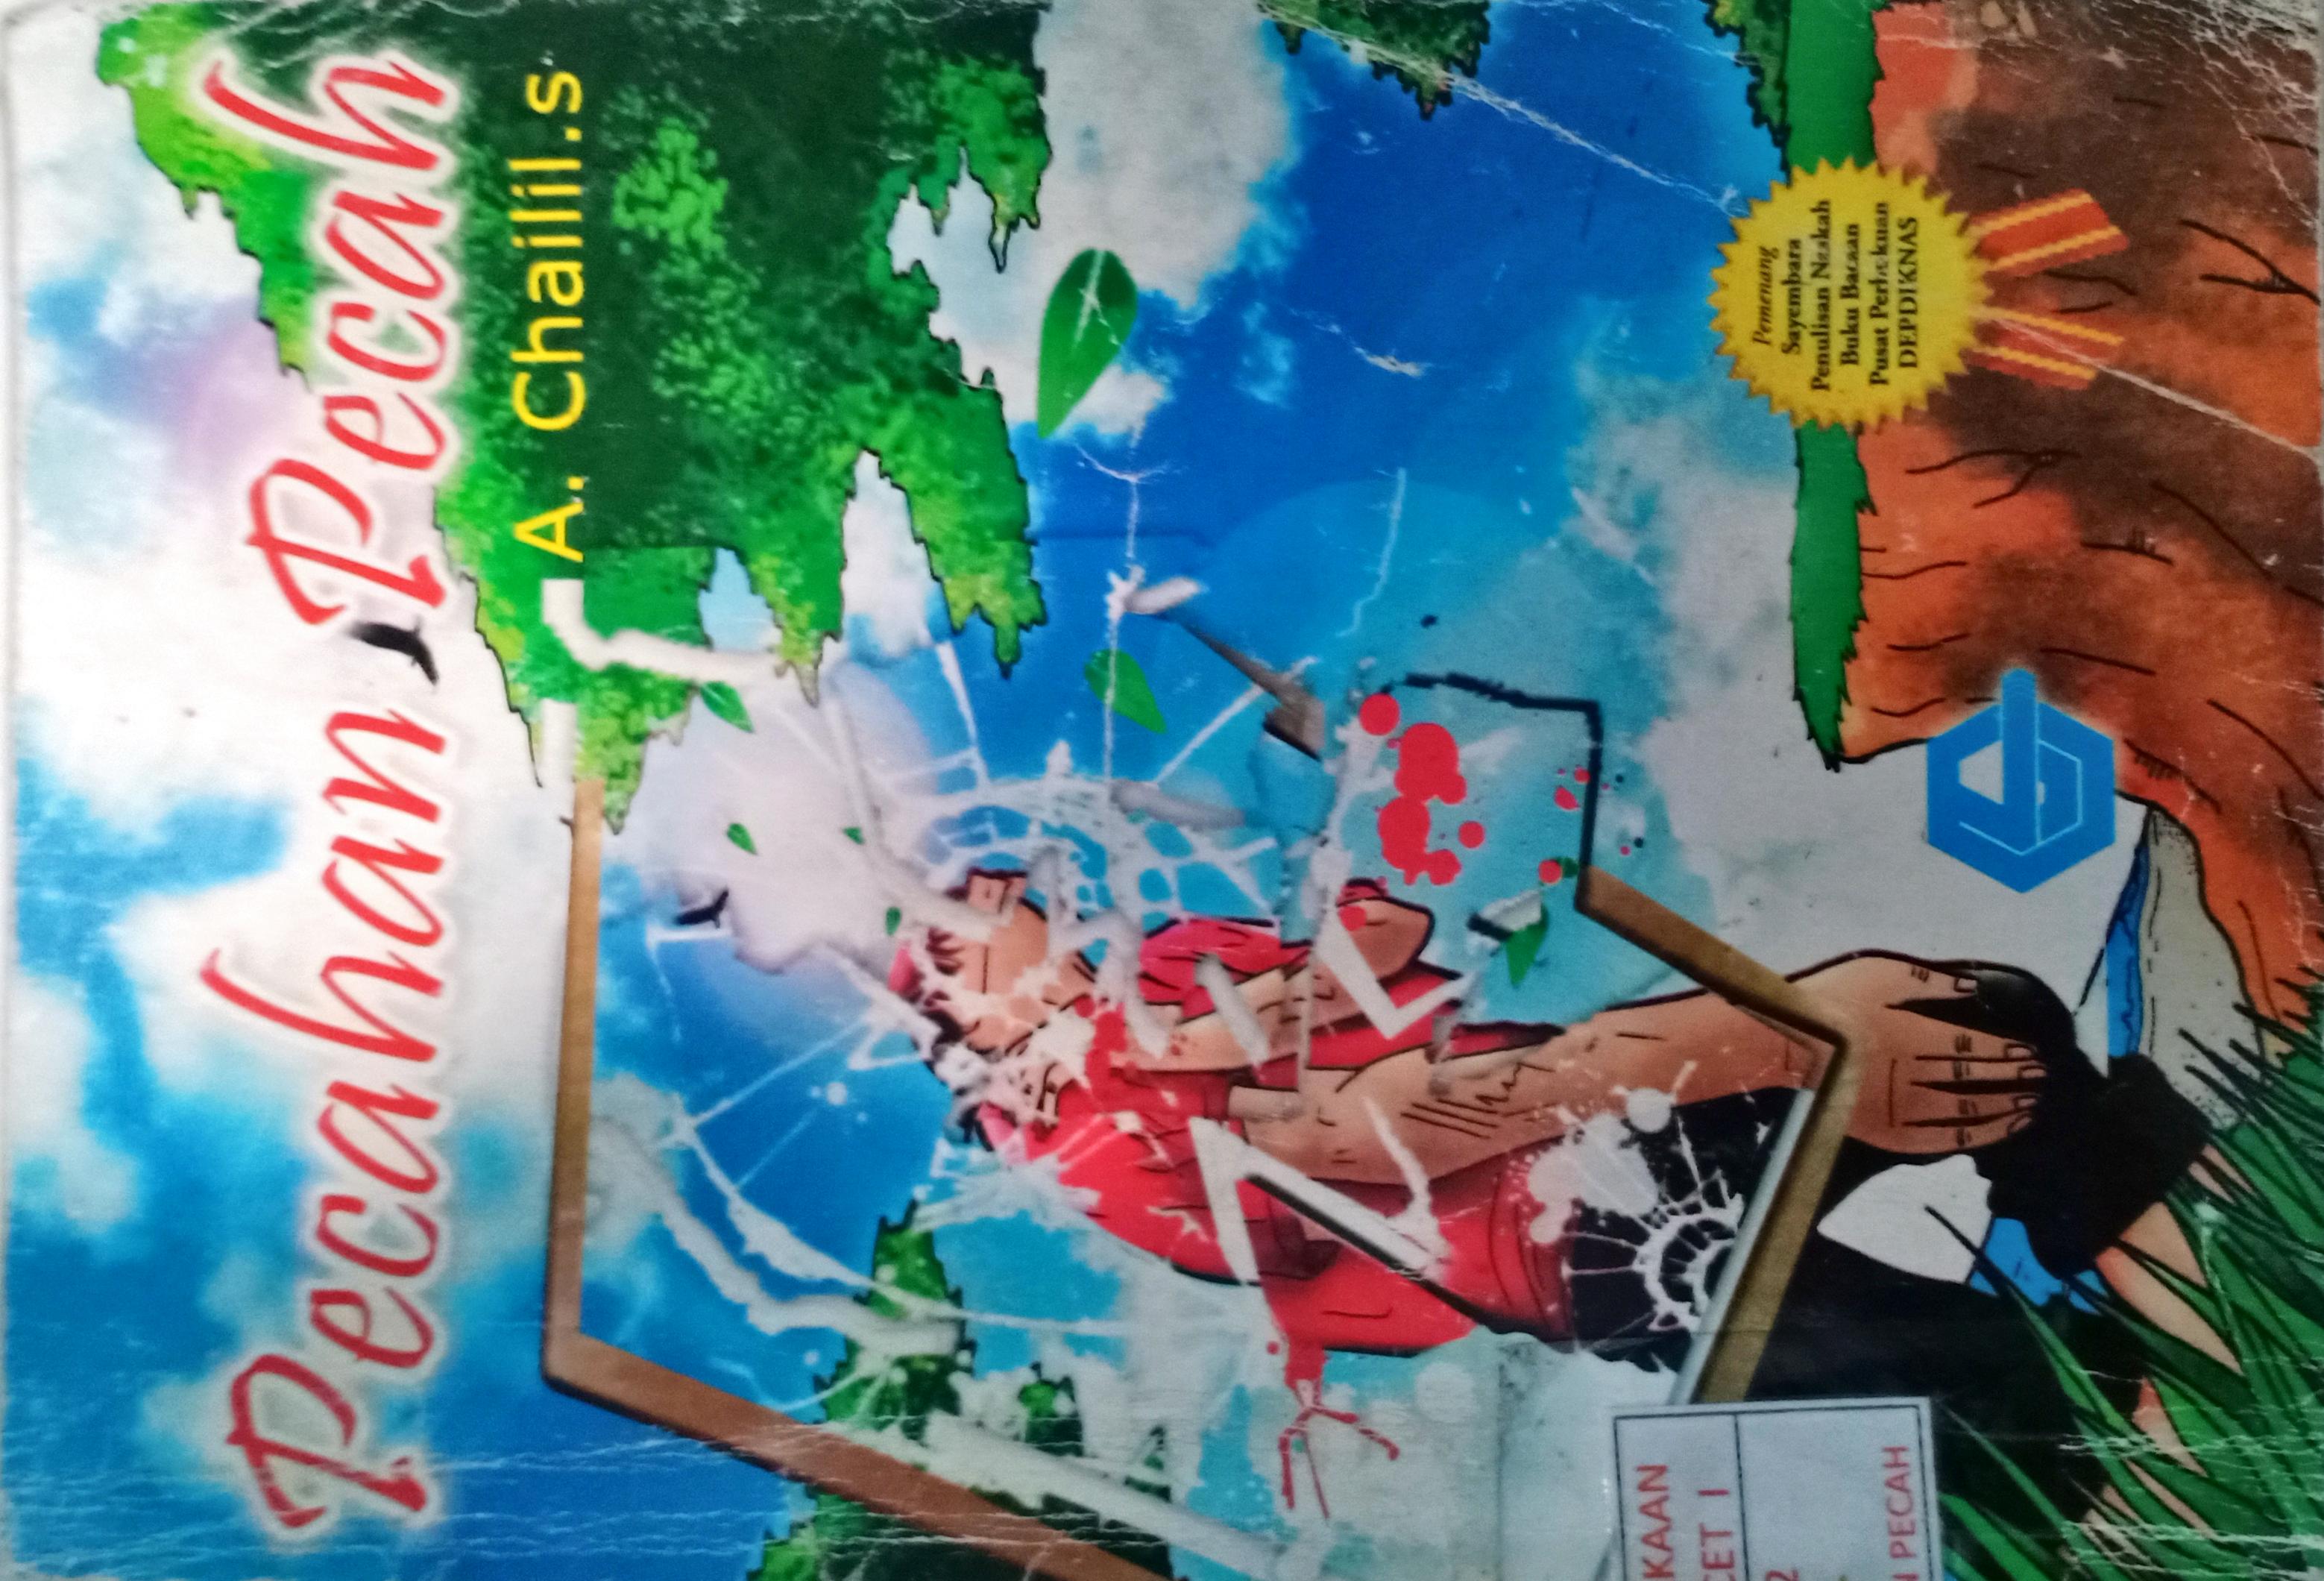 Pecahan Pecah
A. Chailil.s
KAAN
CET I
2
N PECAH
Pemenang
Sayembara
Penulisan Naskah
Buku Bacaan
Pusat Perbukuan
DEPDIKNAS